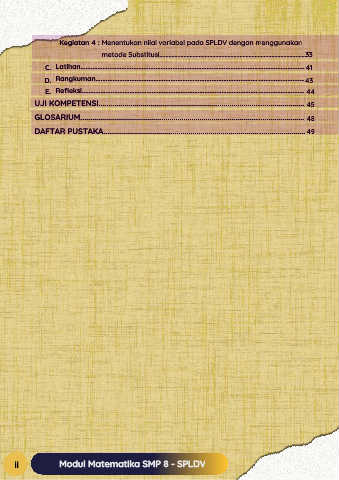 Kegiatan 4 : Menentukan nilai variabel pada SPLDV dengan menggunakan
metode Substitusi..........33
C. Latihan..........41
D. Rangkuman..........43
E. Refleksi..........44
UJI KOMPETENSI..........45
GLOSARIUM..........48
DAFTAR PUSTAKA..........49
ii
Modul Matematika SMP 8 - SPLDV